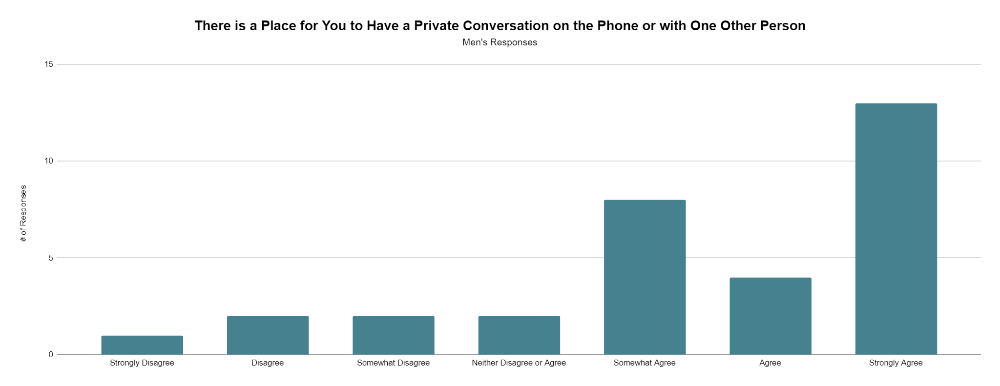 There is a Place for You to Have a Private Conversation on the Phone or with One Other Person
Men's Responses
# of Responses
15
10
5
0
Strongly Disagree
Disagree
Somewhat Disagree
Neither Disagree or Agree
Somewhat Agree
Agree
Strongly Agree